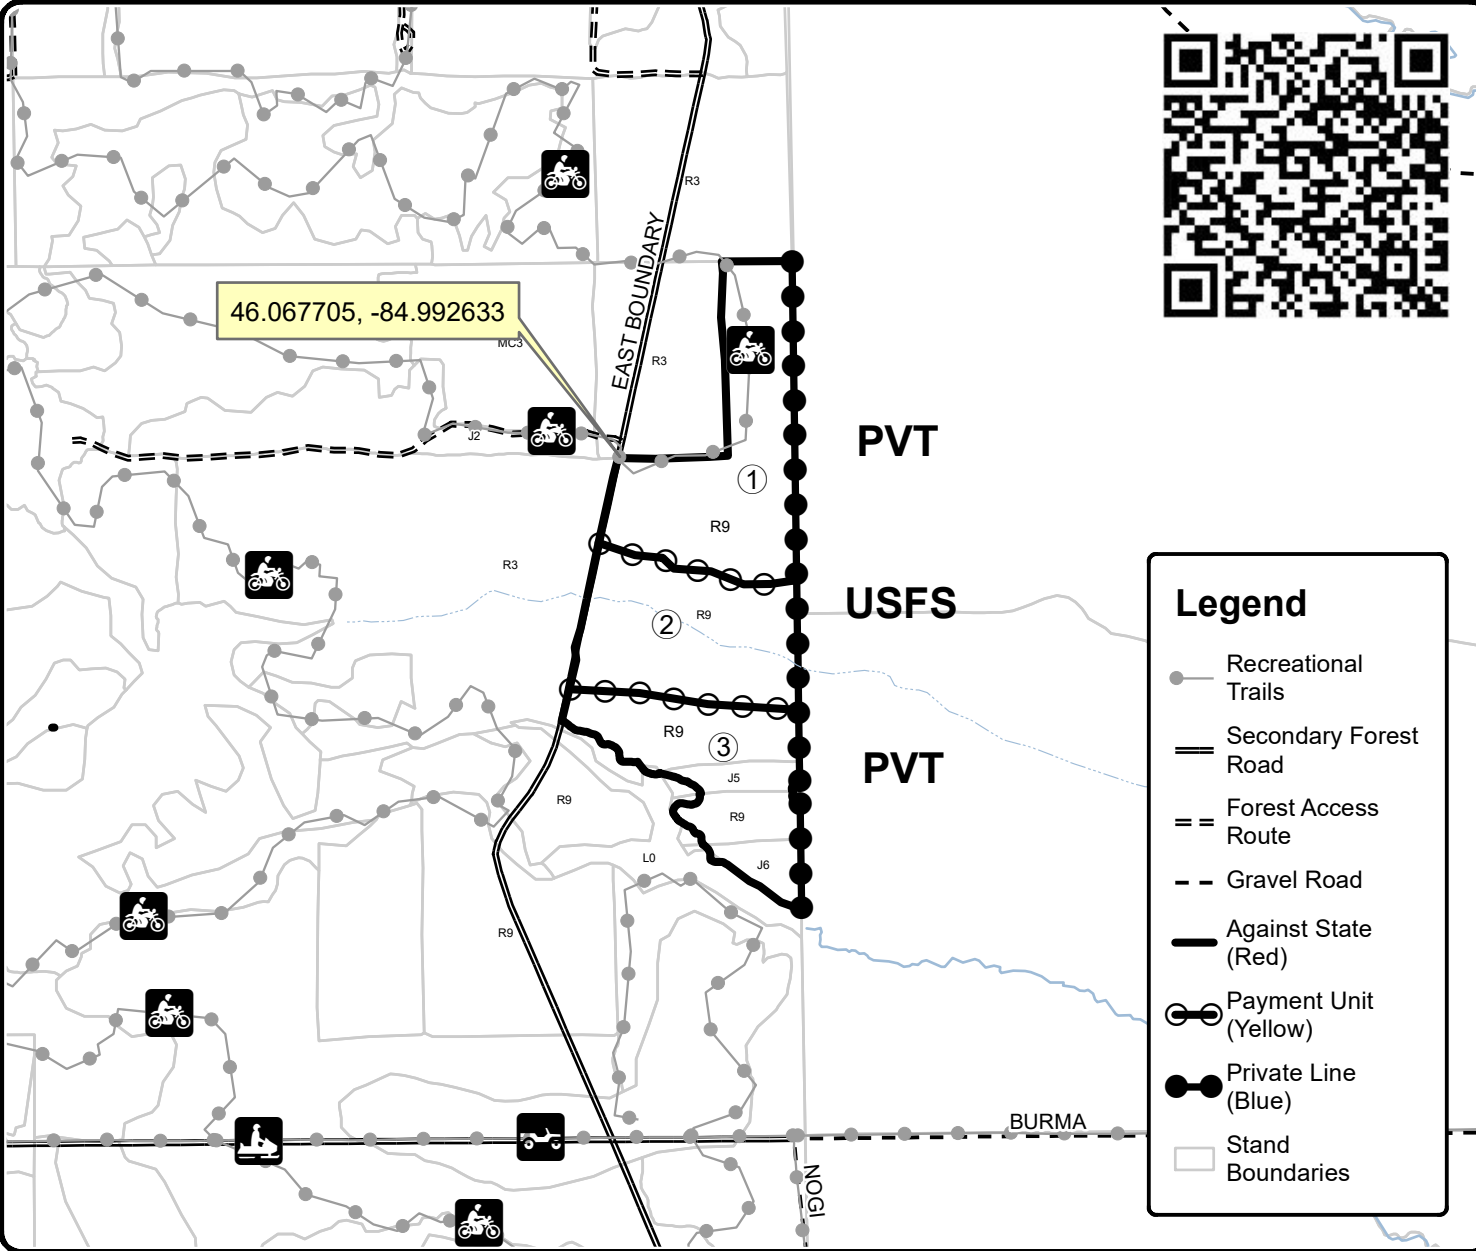 R3
EAST BOUNDARY
46.067705, -84.992633
MC3
R3
J2
PVT
1
R9
R3
USFS
2
R9
R9
3
PVT
J5
R9
R9
L0
J6
R9
BURMA
NOGI
Legend
Recreational
Trails
Secondary Forest
Road
Forest Access
Route
Gravel Road
Against State
(Red)
Payment Unit
(Yellow)
Private Line
(Blue)
Stand
Boundaries